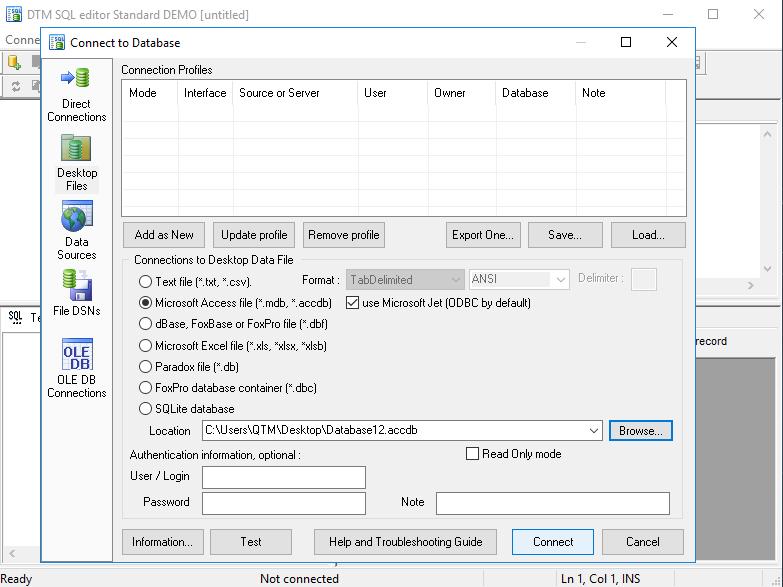 DTM SQL editor Standard DEMO [untitled]
Conne
Connect to Database
Direct
Connections
Desktop
Files
Data
Sources
File DSNs
OLE
DB
OLE DB
Connections
Connection Profiles
Mode Interface Source or Server User Owner Database Note
Add as New Update profile Remove profile Export One... Save... Load...
Connections to Desktop Data File
Text file (*.txt, *.csv). Format : TabDelimited ANSI Delimiter :
Microsoft Access file (*.mdb, *.accdb) use Microsoft Jet (ODBC by default)
dBase, FoxBase or FoxPro file (*.dbf)
Microsoft Excel file (*.xls, *xlsx, *xlsb)
Paradox file (*.db)
FoxPro database container (*.dbc)
SQLite database
Location C:\Users\QTM\Desktop\Database12.accdb Browse...
Authentication information, optional : Read Only mode
User / Login
Password Note
Information... Test Help and Troubleshooting Guide Connect Cancel
SQL Te
record
Ready Not connected Ln 1, Col 1, INS